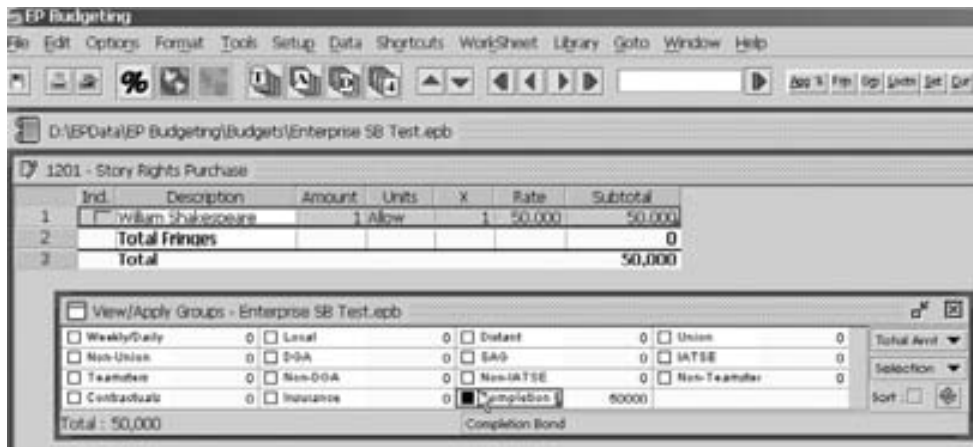 EP Budgeting
File Edit Options Format Tools Setup Data Shortcuts WorkSheet Library Goto Window Help
%
D:\EPData\EP Budgeting\Budgets\Enterprise SB Test.epb
1201 - Story Rights Purchase
Ind. Description Amount Units X Rate Subtotal
1 William Shakespeare 1 Allow 1 50,000 50,000
2 Total Fringes 0
3 Total 50,000
View/Apply Groups - Enterprise SB Test.epb
Weekly/Daily 0 Local 0 Distant 0 Union 0 Total Amt
Non-Union 0 DGA 0 SAG 0 IATSE 0
Selection
Teamsters 0 Non-DGA 0 Non-IATSE 0 Non-Teamster 0
Contractuals 0 Insurance 0 Completion 50000 Sort
Total : 50,000 Completion Bond